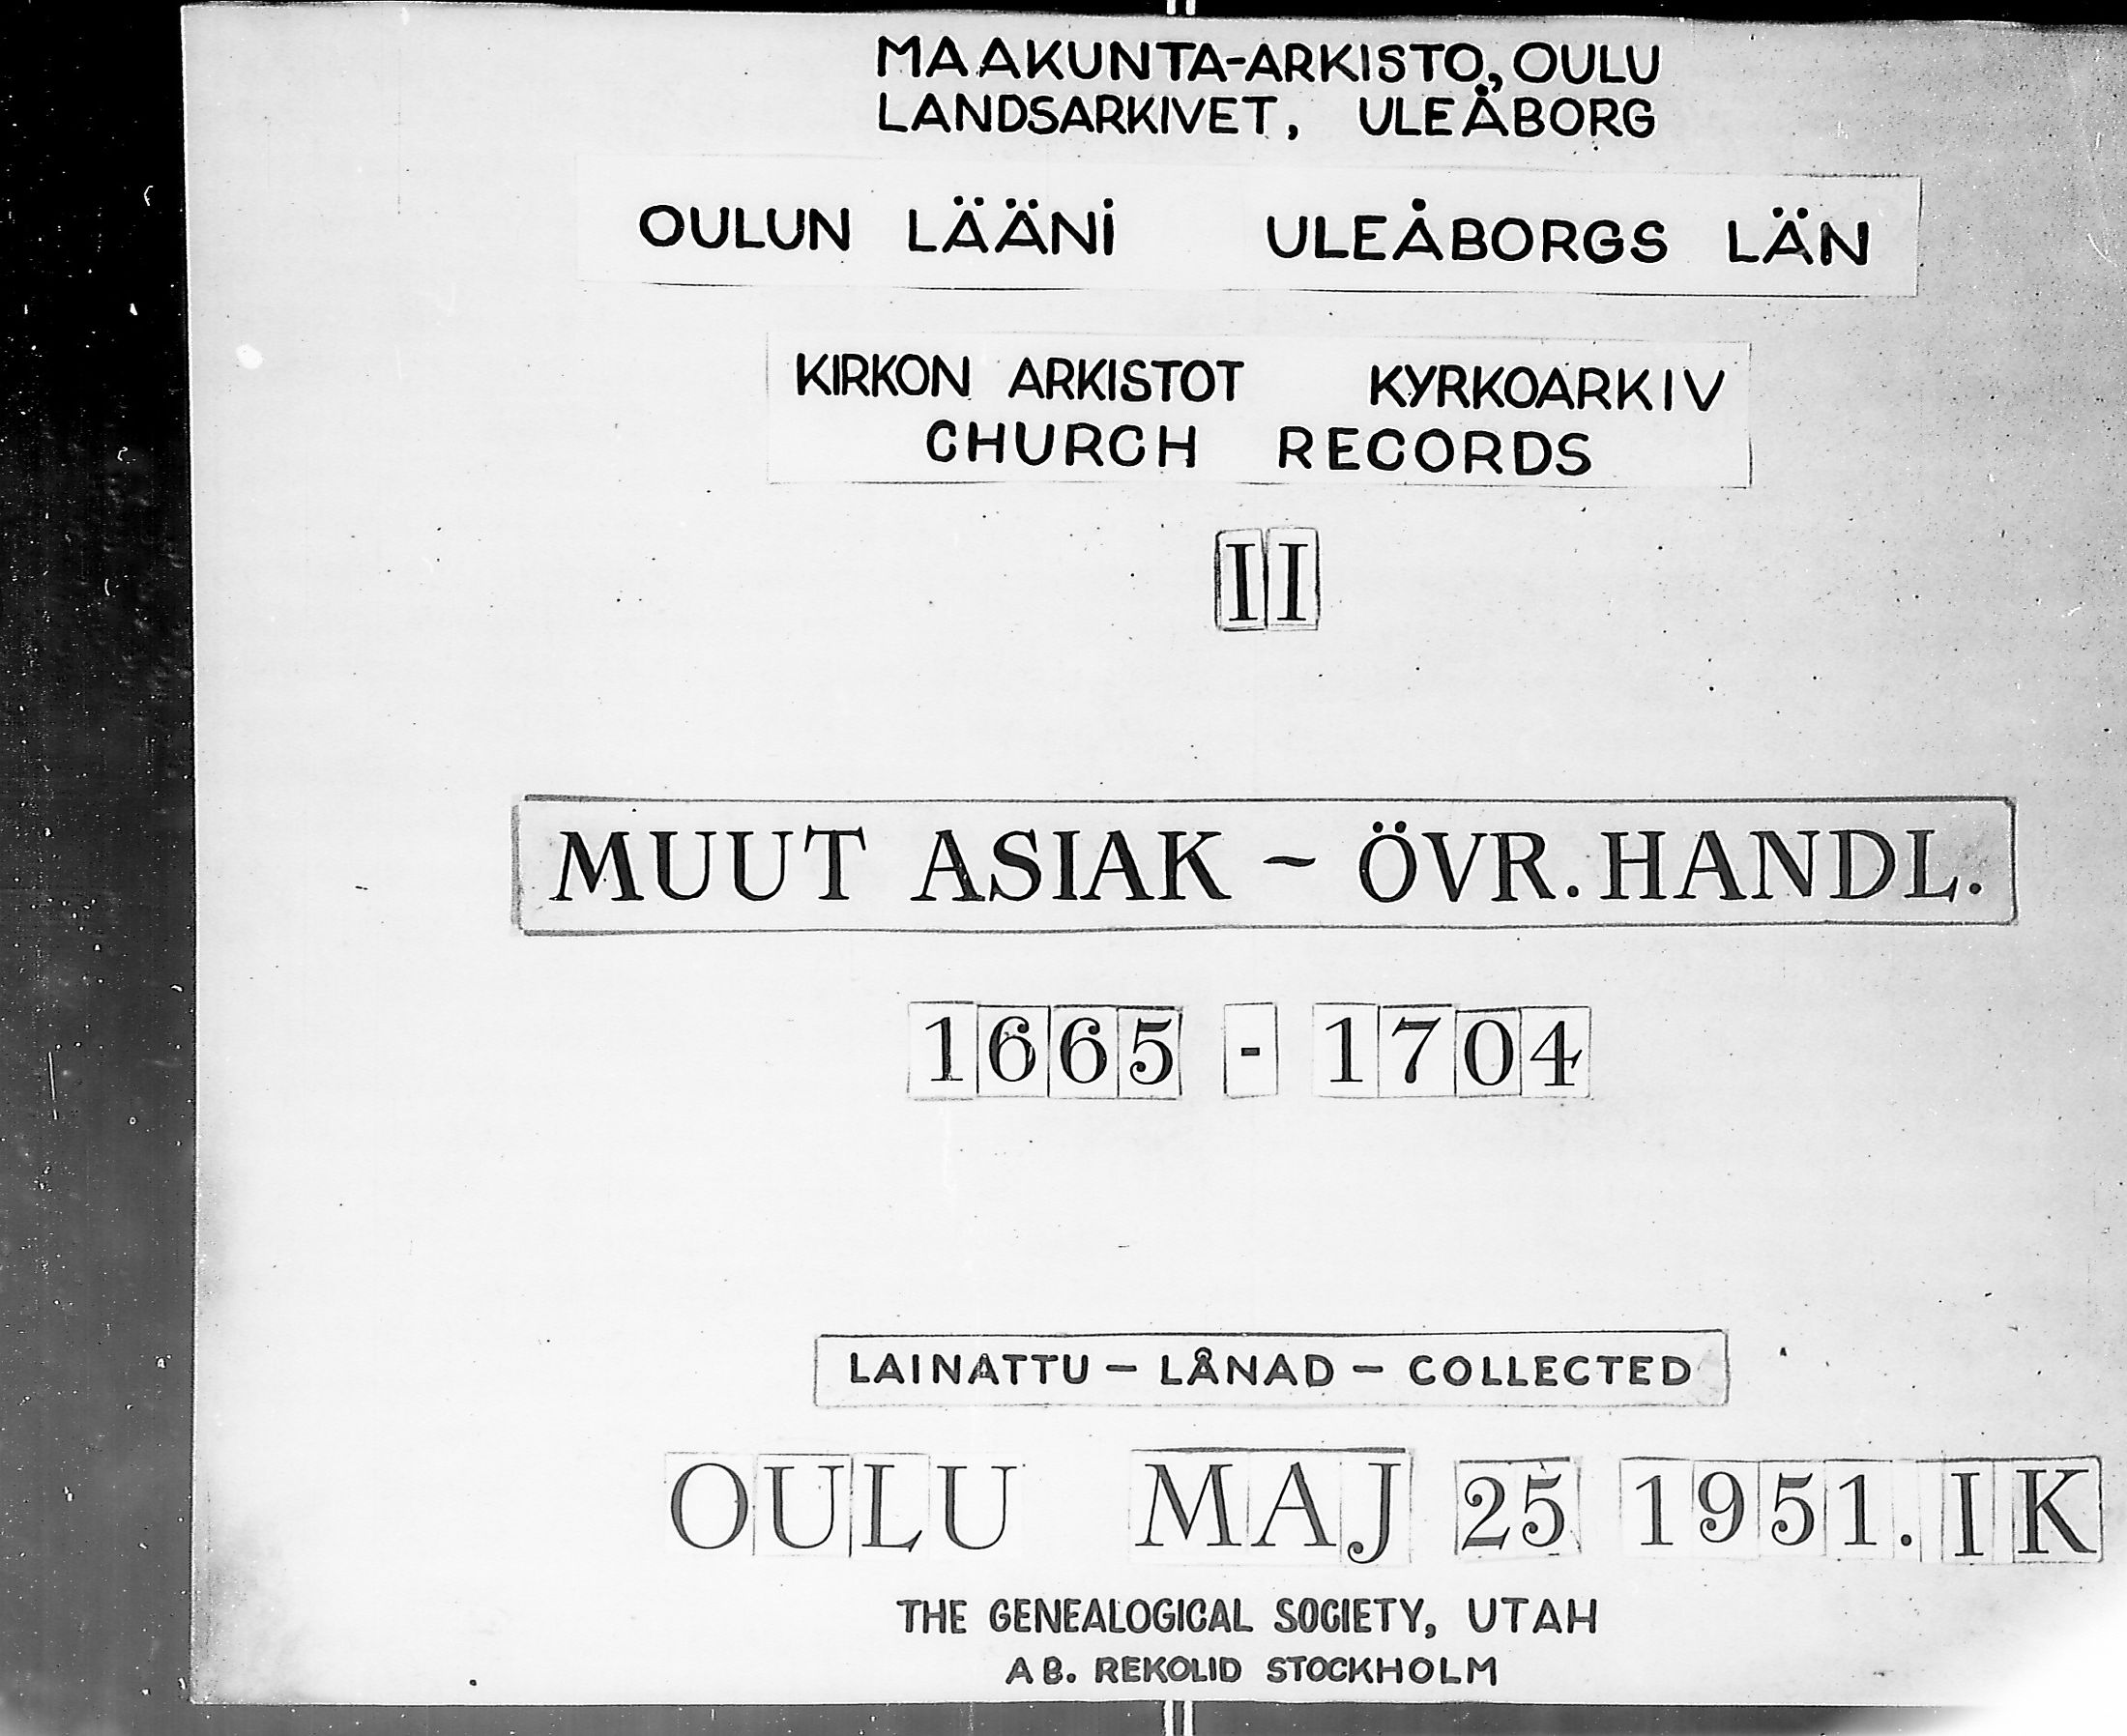 MAAKUNTA-ARKISTO, OULU
LANDSARKIVET, ULEÅBORG
OULUN LÄÄNI ULEÅBORGS LÄN
KIRKON ARKISTOT KYRKOARKIV
CHURCH RECORDS
II
MUUT ASIAK ~ ÖVR. HANDL.
1665 - 1704
LAINATTU - LÅNAD - COLLECTED
OULU MAJ 25 1951. IK
THE GENEALOGICAL SOCIETY, UTAH
AB. REKOLID STOCKHOLM